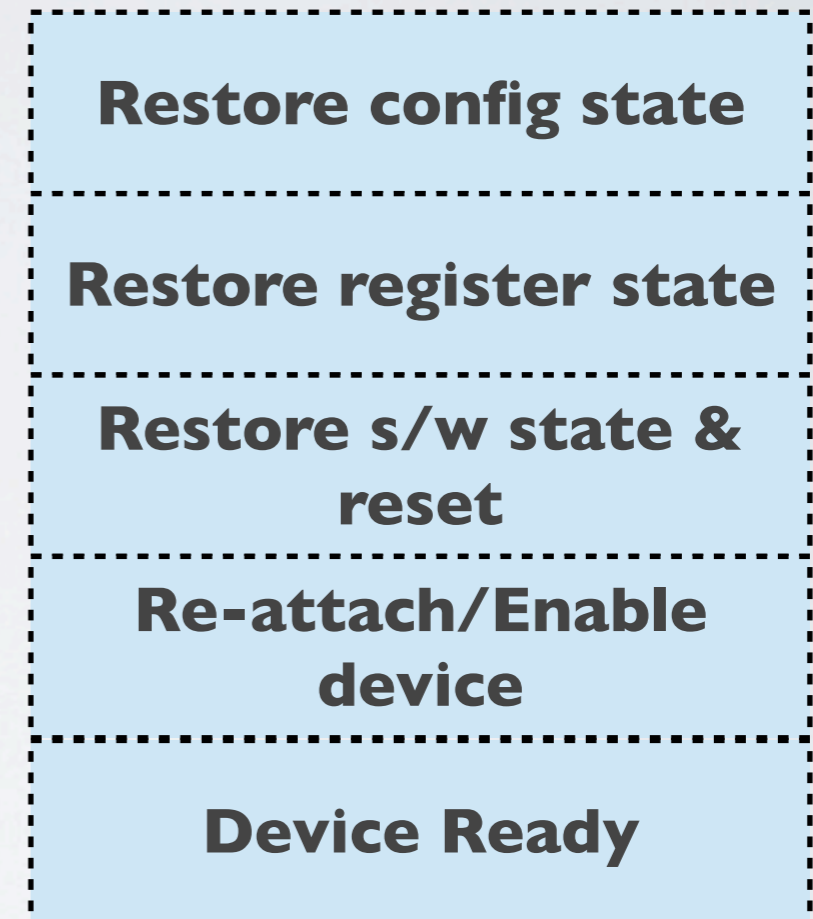 Restore config state
Restore register state
Restore s/w state &
reset
Re-attach/Enable
device
Device Ready